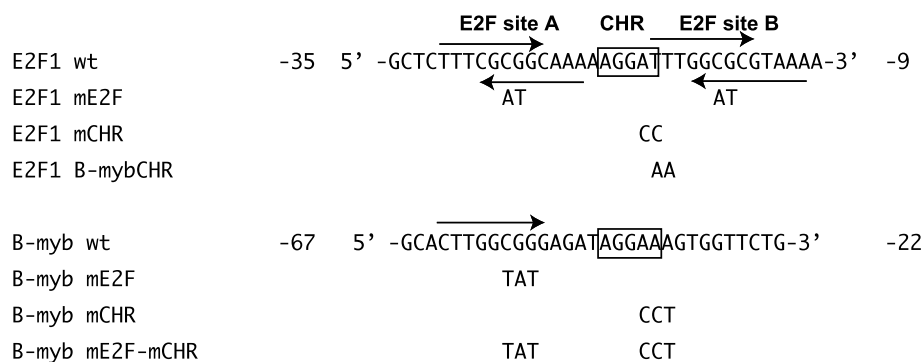 E2F site A CHR E2F site B
E2F1 wt -35 5’ -GCTCTTTCGCGGCAAAAAGGATTTGGCGCGTAAAA-3’ -9
E2F1 mE2F AT AT
E2F1 mCHR CC
E2F1 B-mybCHR AA
B-myb wt -67 5’ -GCACTTGGCGGGAGATAGGAAAGTGGTTCTG-3’ -22
B-myb mE2F TAT
B-myb mCHR CCT
B-myb mE2F-mCHR TAT CCT